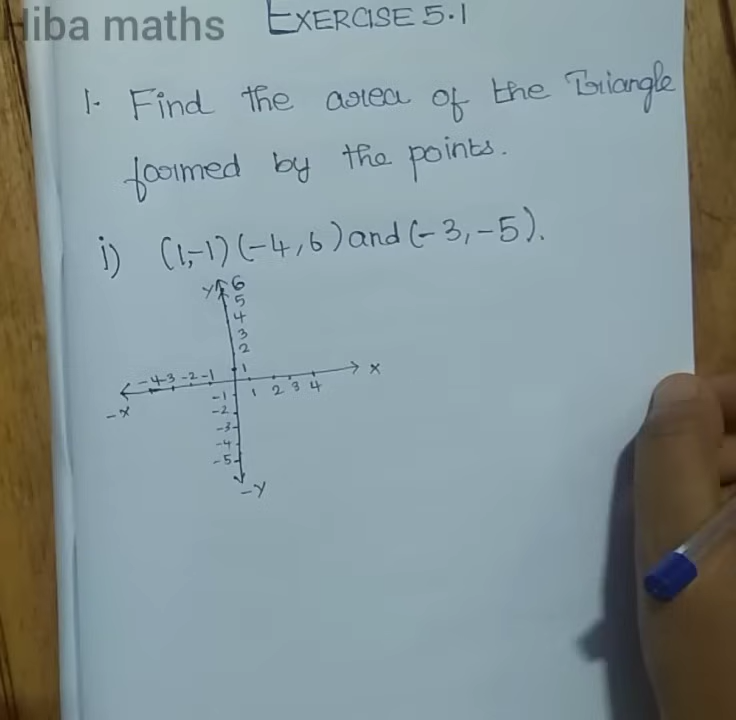 Hiba maths
EXERCISE 5.1
1. Find the area of the Triangle
formed by the points.
i) (1,-1) (-4,6) and (-3,-5).
Y 6
5
4
3
2
-4 -3 -2 -1 1 X
-X -1 1 2 3 4
-2
-3
-4
-5
-Y